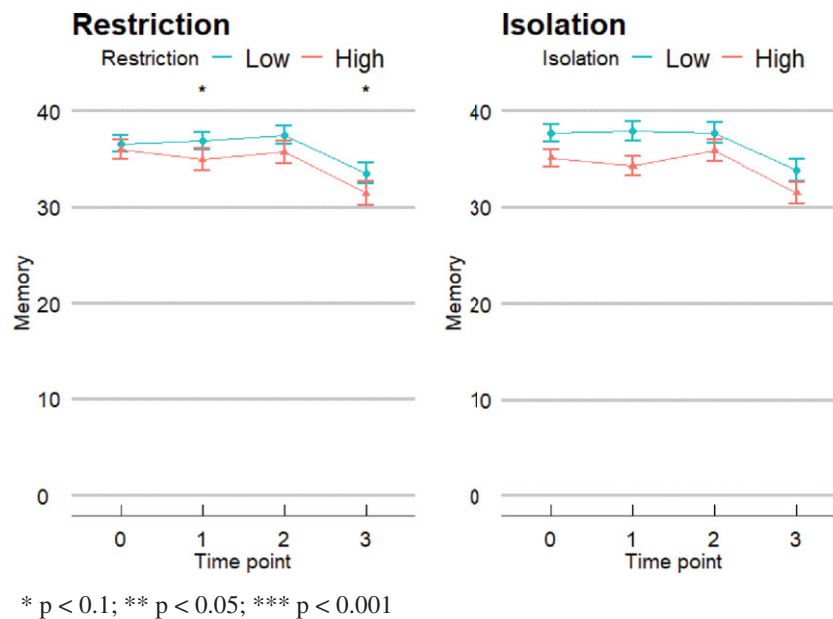 Restriction
Restriction Low High
* *
40
30
20
10
0
Memory
0 1 2 3
Time point
Isolation
Isolation Low High
40
30
20
10
0
Memory
0 1 2 3
Time point
* p < 0.1; ** p < 0.05; *** p < 0.001